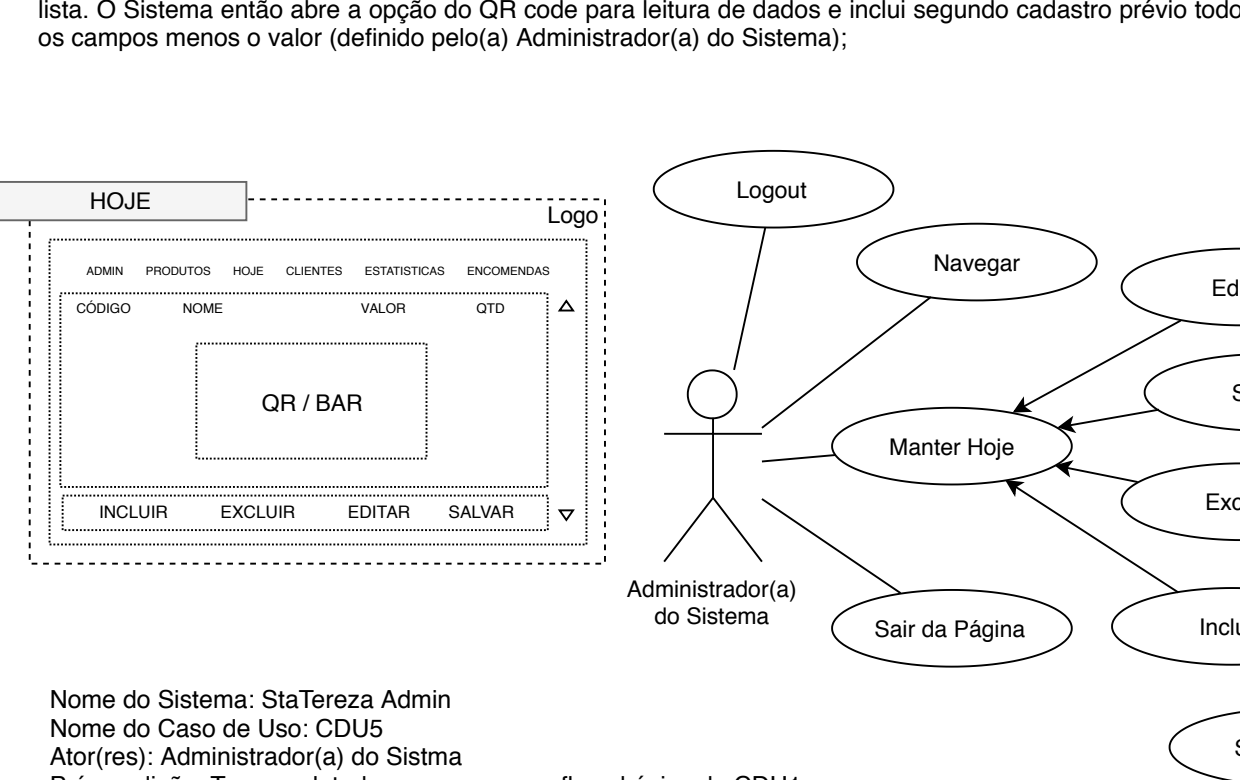 lista. O Sistema então abre a opção do QR code para leitura de dados e inclui segundo cadastro prévio todo
os campos menos o valor (definido pelo(a) Administrador(a) do Sistema);
HOJE
Logo
ADMIN PRODUTOS HOJE CLIENTES ESTATISTICAS ENCOMENDAS
CÓDIGO NOME VALOR QTD
QR / BAR
INCLUIR EXCLUIR EDITAR SALVAR
Logout
Navegar
Ed
S
Manter Hoje
Exc
Administrador(a)
do Sistema
Sair da Página
Inclu
Nome do Sistema: StaTereza Admin
Nome do Caso de Uso: CDU5
Ator(res): Administrador(a) do Sistma
S